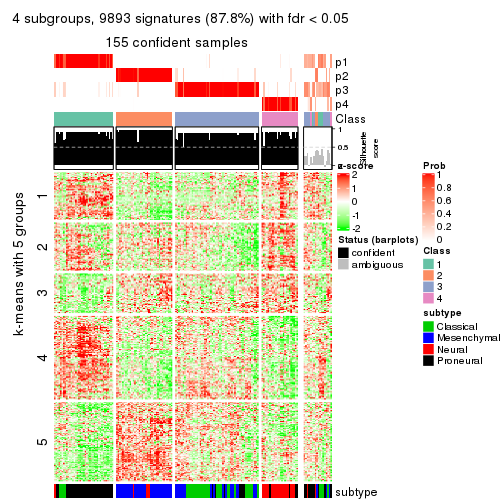 4 subgroups, 9893 signatures (87.8%) with fdr < 0.05
155 confident samples
p1
p2
p3
p4
Class
1
0.5
0
Silhouette
score
k-means with 5 groups
1
2
3
4
5
subtype
z-score
2
1
0
-1
-2
Status (barplots)
confident
ambiguous
Prob
1
0.8
0.6
0.4
0.2
0
Class
1
2
3
4
subtype
Classical
Mesenchymal
Neural
Proneural